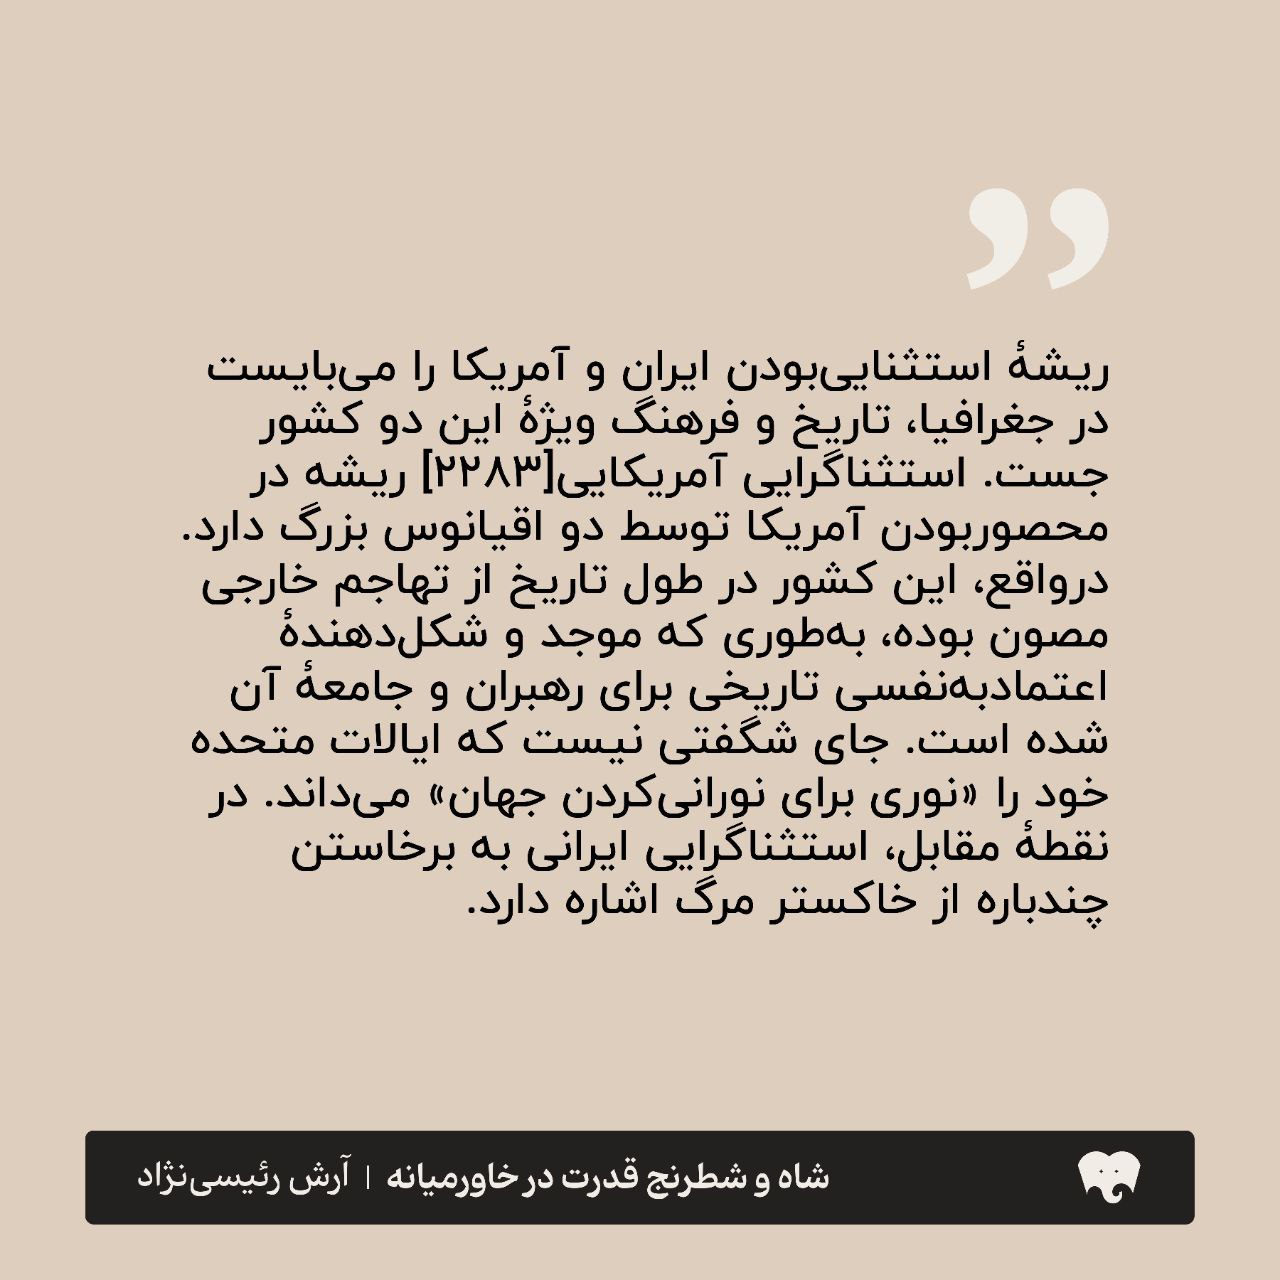 ریشهٔ استثنایی‌بودن ایران و آمریکا را می‌بایست
در جغرافیا، تاریخ و فرهنگ ویژهٔ این دو کشور
جست. استثناگرایی آمریکایی[۲۲۸۳] ریشه در
محصوربودن آمریکا توسط دو اقیانوس بزرگ دارد.
درواقع، این کشور در طول تاریخ از تهاجم خارجی
مصون بوده، به‌طوری که موجد و شکل‌دهندهٔ
اعتمادبه‌نفسی تاریخی برای رهبران و جامعهٔ آن
شده است. جای شگفتی نیست که ایالات متحده
خود را «نوری برای نورانی‌کردن جهان» می‌داند. در
نقطهٔ مقابل، استثناگرایی ایرانی به برخاستن
چندباره از خاکستر مرگ اشاره دارد.
شاه و شطرنج قدرت در خاورمیانه | آرش رئیسی‌نژاد